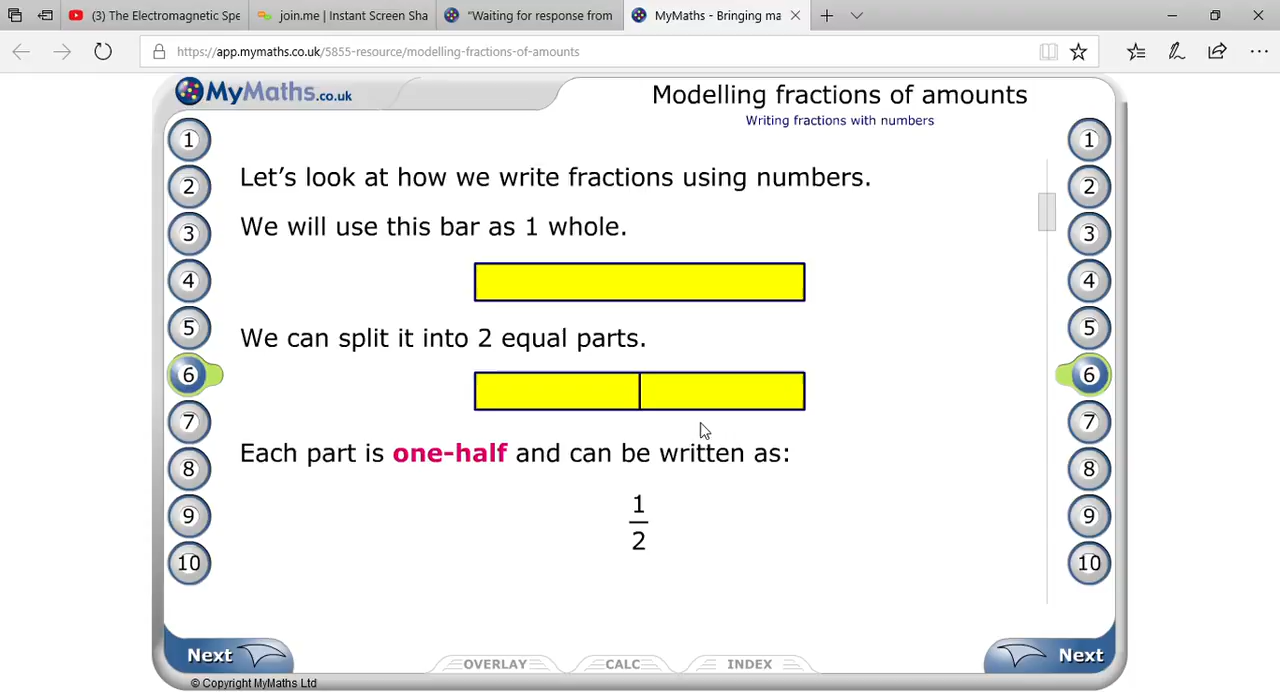 (3) The Electromagnetic Spe
join.me | Instant Screen Sha
"Waiting for response from
MyMaths - Bringing ma
https://app.mymaths.co.uk/5855-resource/modelling-fractions-of-amounts
MyMaths.co.uk
Modelling fractions of amounts
Writing fractions with numbers
1
2
3
4
5
6
7
8
9
10
Let's look at how we write fractions using numbers.
We will use this bar as 1 whole.
We can split it into 2 equal parts.
Each part is one-half and can be written as:
1
2
1
2
3
4
5
6
7
8
9
10
Next
OVERLAY
CALC
INDEX
Next
© Copyright MyMaths Ltd